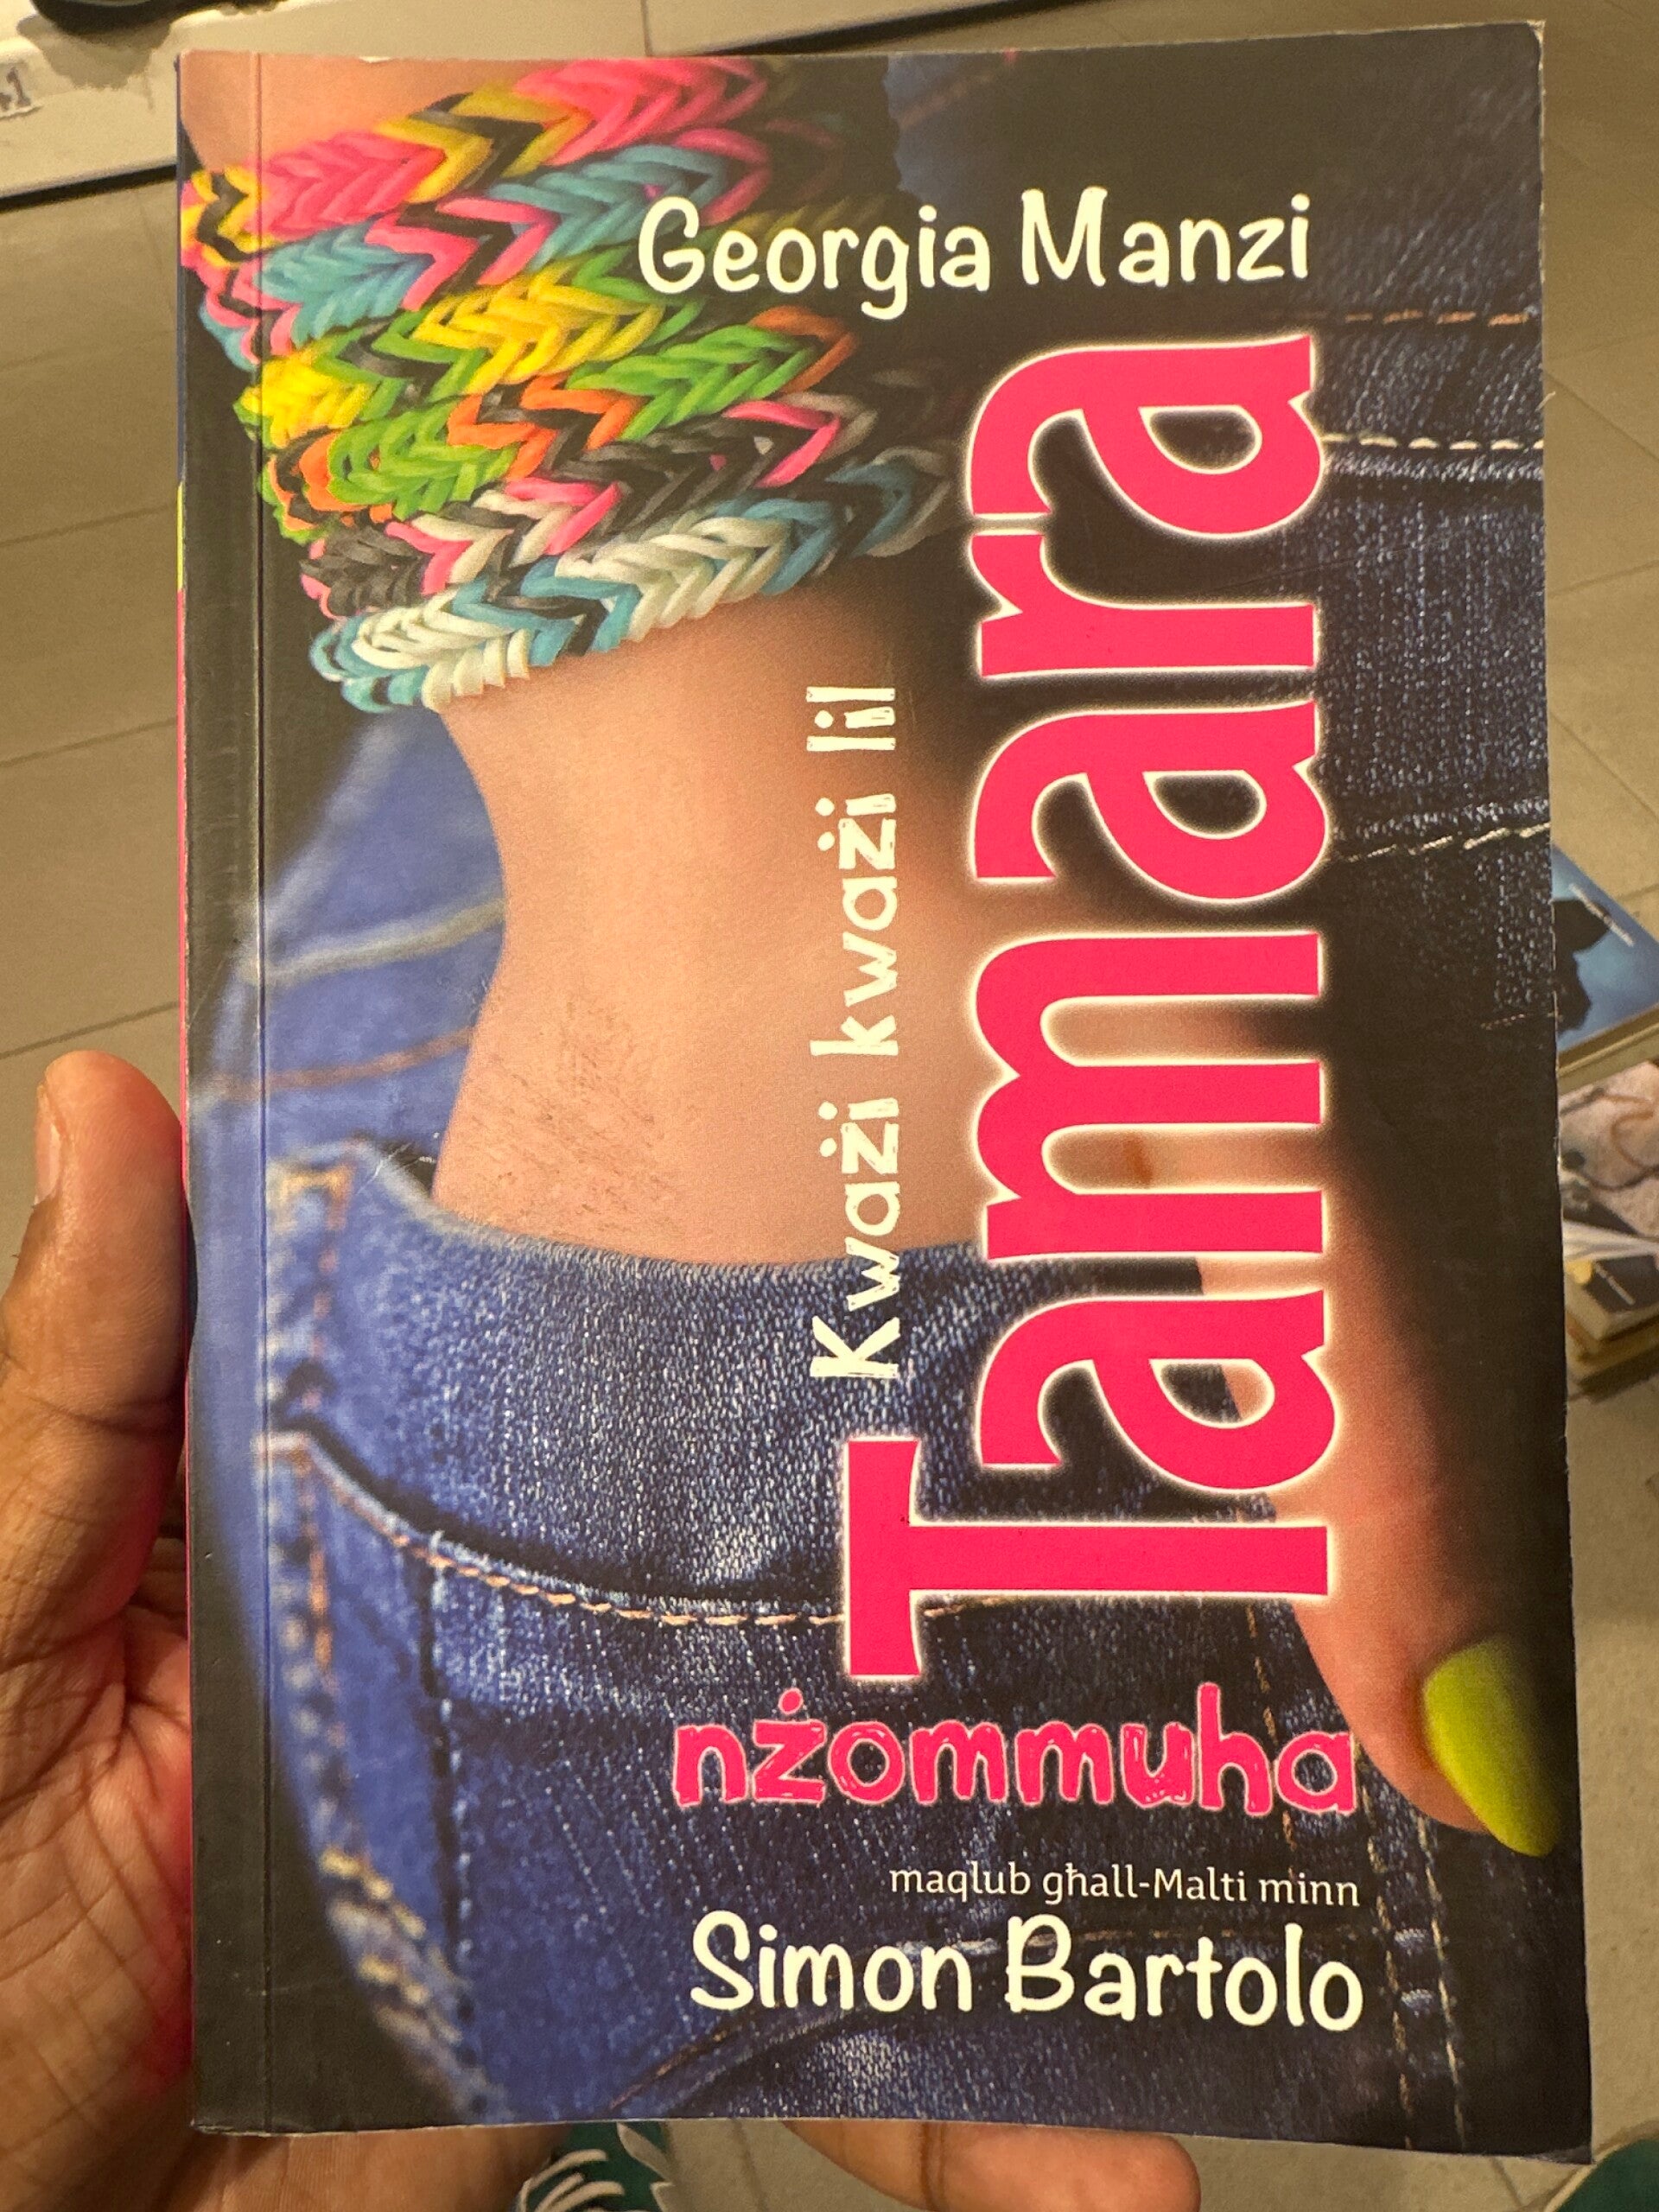 Georgia Manzi
Kważi kważi lil
Tamara
nżommuha
maqlub għall-Malti minn
Simon Bartolo